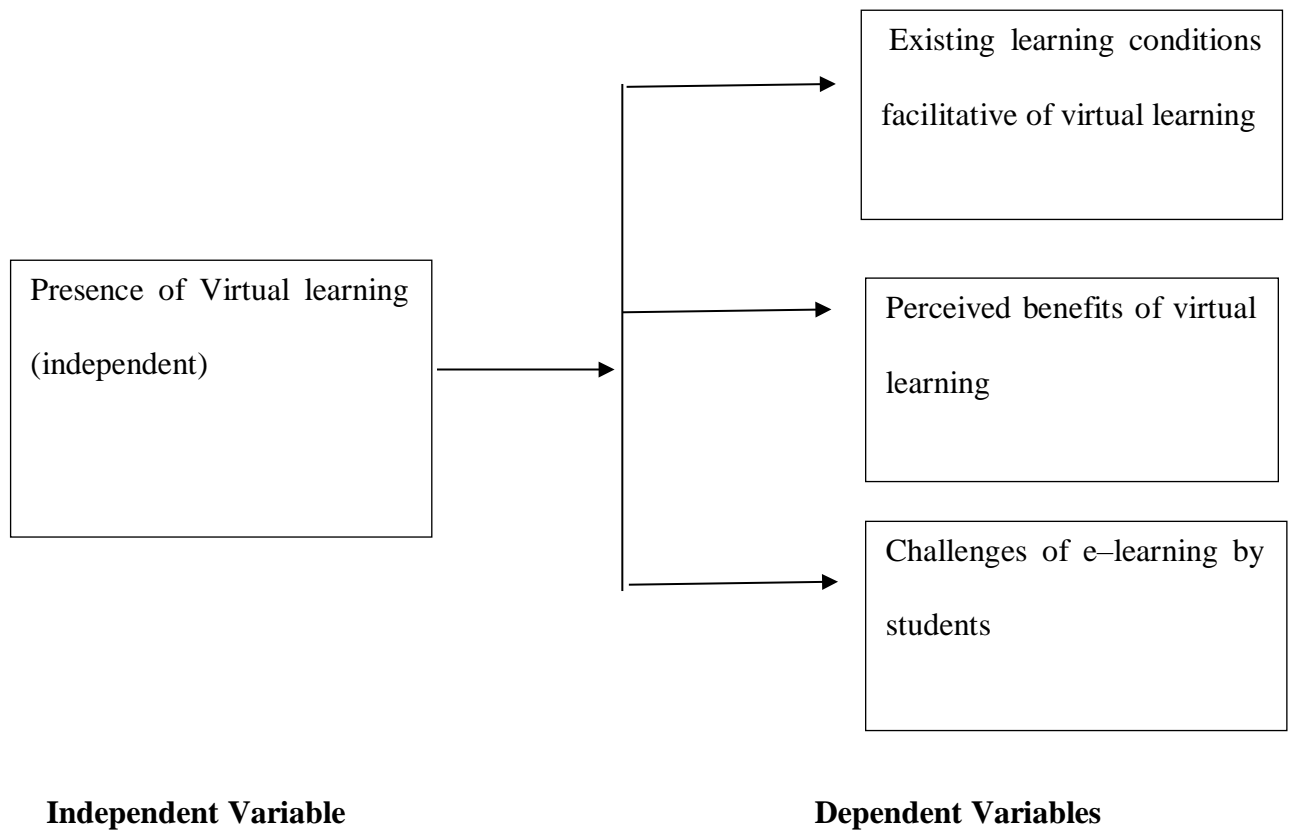 Existing learning conditions
facilitative of virtual learning
Presence of Virtual learning
(independent)
Perceived benefits of virtual
learning
Challenges of e–learning by
students
Independent Variable
Dependent Variables